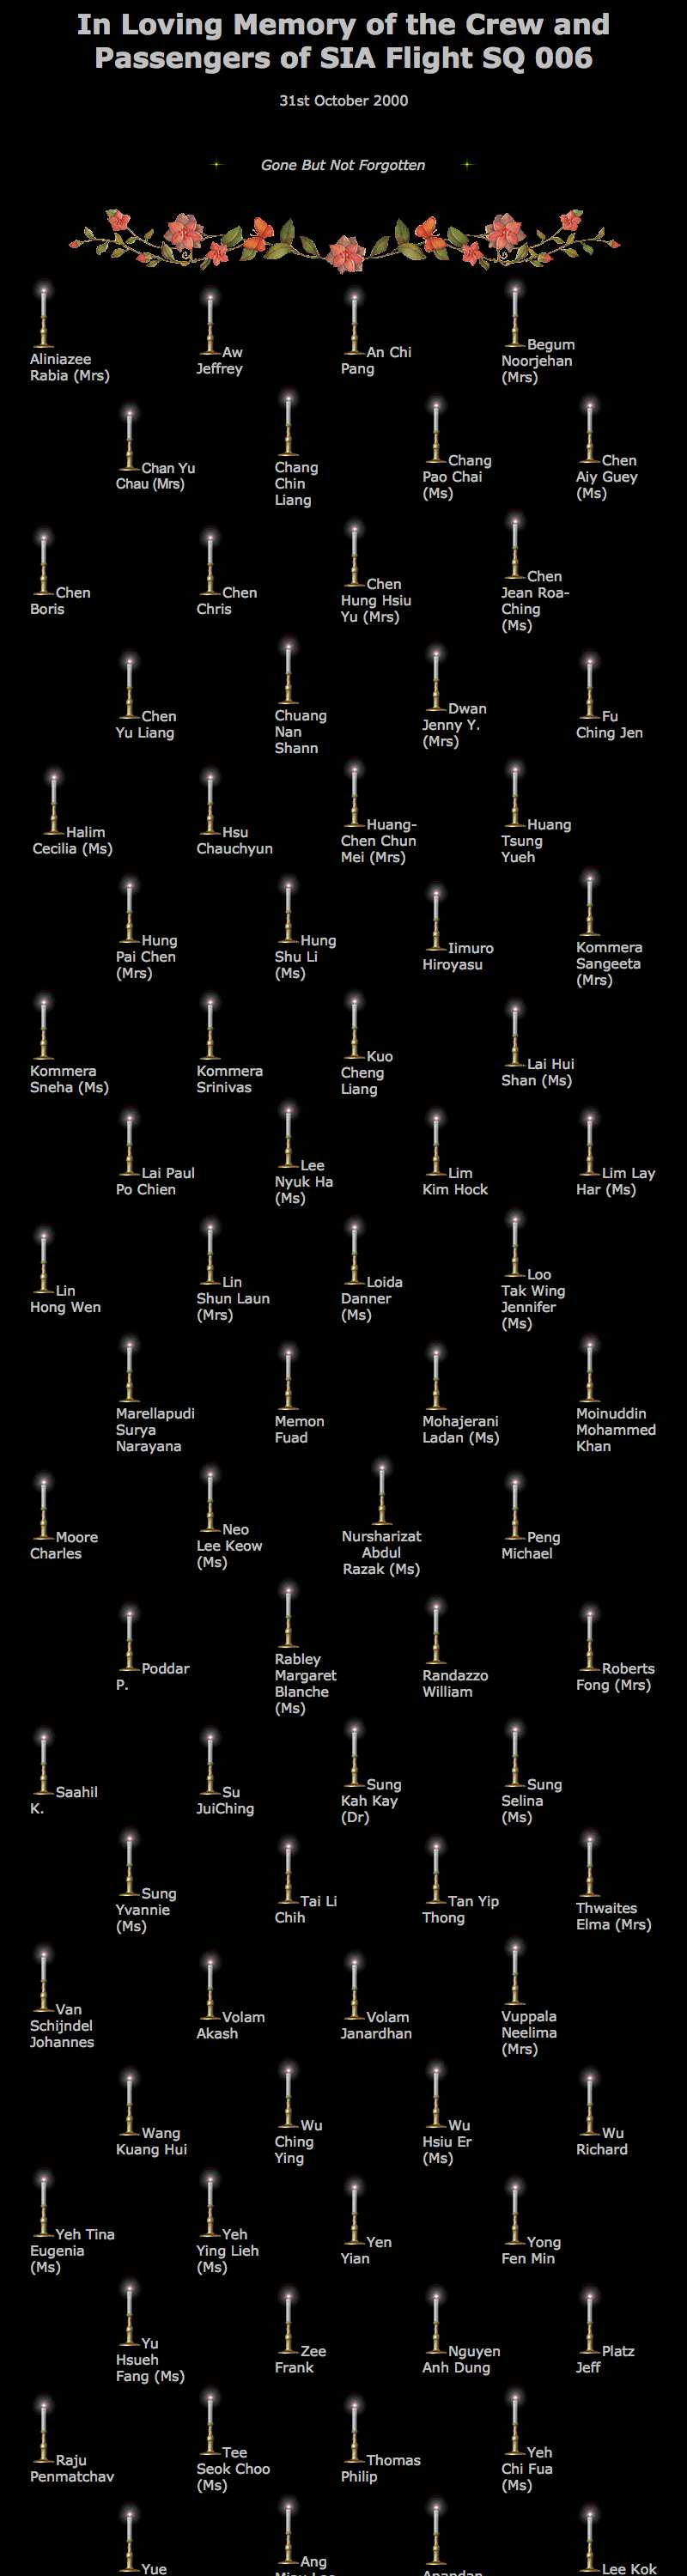 In Loving Memory of the Crew and
Passengers of SIA Flight SQ 006
31st October 2000
Gone But Not Forgotten
Aliniazee
Rabia (Mrs)
Aw
Jeffrey
An Chi
Pang
Begum
Noorjehan
(Mrs)
Chan Yu
Chau (Mrs)
Chang
Chin
Liang
Chang
Pao Chai
(Ms)
Chen
Aiy Guey
(Ms)
Chen
Boris
Chen
Chris
Chen
Hung Hsiu
Yu (Mrs)
Chen
Jean Roa-
Ching
(Ms)
Chen
Yu Liang
Chuang
Nan
Shann
Dwan
Jenny Y.
(Mrs)
Fu
Ching Jen
Halim
Cecilia (Ms)
Hsu
Chauchyun
Huang-
Chen Chun
Mei (Mrs)
Huang
Tsung
Yueh
Hung
Pai Chen
(Mrs)
Hung
Shu Li
(Ms)
Iimuro
Hiroyasu
Kommera
Sangeeta
(Mrs)
Kommera
Sneha (Ms)
Kommera
Srinivas
Kuo
Cheng
Liang
Lai Hui
Shan (Ms)
Lai Paul
Po Chien
Lee
Nyuk Ha
(Ms)
Lim
Kim Hock
Lim Lay
Har (Ms)
Lin
Hong Wen
Lin
Shun Laun
(Mrs)
Loida
Danner
(Ms)
Loo
Tak Wing
Jennifer
(Ms)
Marellapudi
Surya
Narayana
Memon
Fuad
Mohajerani
Ladan (Ms)
Moinuddin
Mohammed
Khan
Moore
Charles
Neo
Lee Keow
(Ms)
Nursharizat
Abdul
Razak (Ms)
Peng
Michael
Poddar
P.
Rabley
Margaret
Blanche
(Ms)
Randazzo
William
Roberts
Fong (Mrs)
Saahil
K.
Su
JuiChing
Sung
Kah Kay
(Dr)
Sung
Selina
(Ms)
Sung
Yvannie
(Ms)
Tai Li
Chih
Tan Yip
Thong
Thwaites
Elma (Mrs)
Van
Schijndel
Johannes
Volam
Akash
Volam
Janardhan
Vuppala
Neelima
(Mrs)
Wang
Kuang Hui
Wu
Ching
Ying
Wu
Hsiu Er
(Ms)
Wu
Richard
Yeh Tina
Eugenia
(Ms)
Yeh
Ying Lieh
(Ms)
Yen
Yian
Yong
Fen Min
Yu
Hsueh
Fang (Ms)
Zee
Frank
Nguyen
Anh Dung
Platz
Jeff
Raju
Penmatchav
Tee
Seok Choo
(Ms)
Thomas
Philip
Yeh
Chi Fua
(Ms)
Yue
Ang
Lee Kok